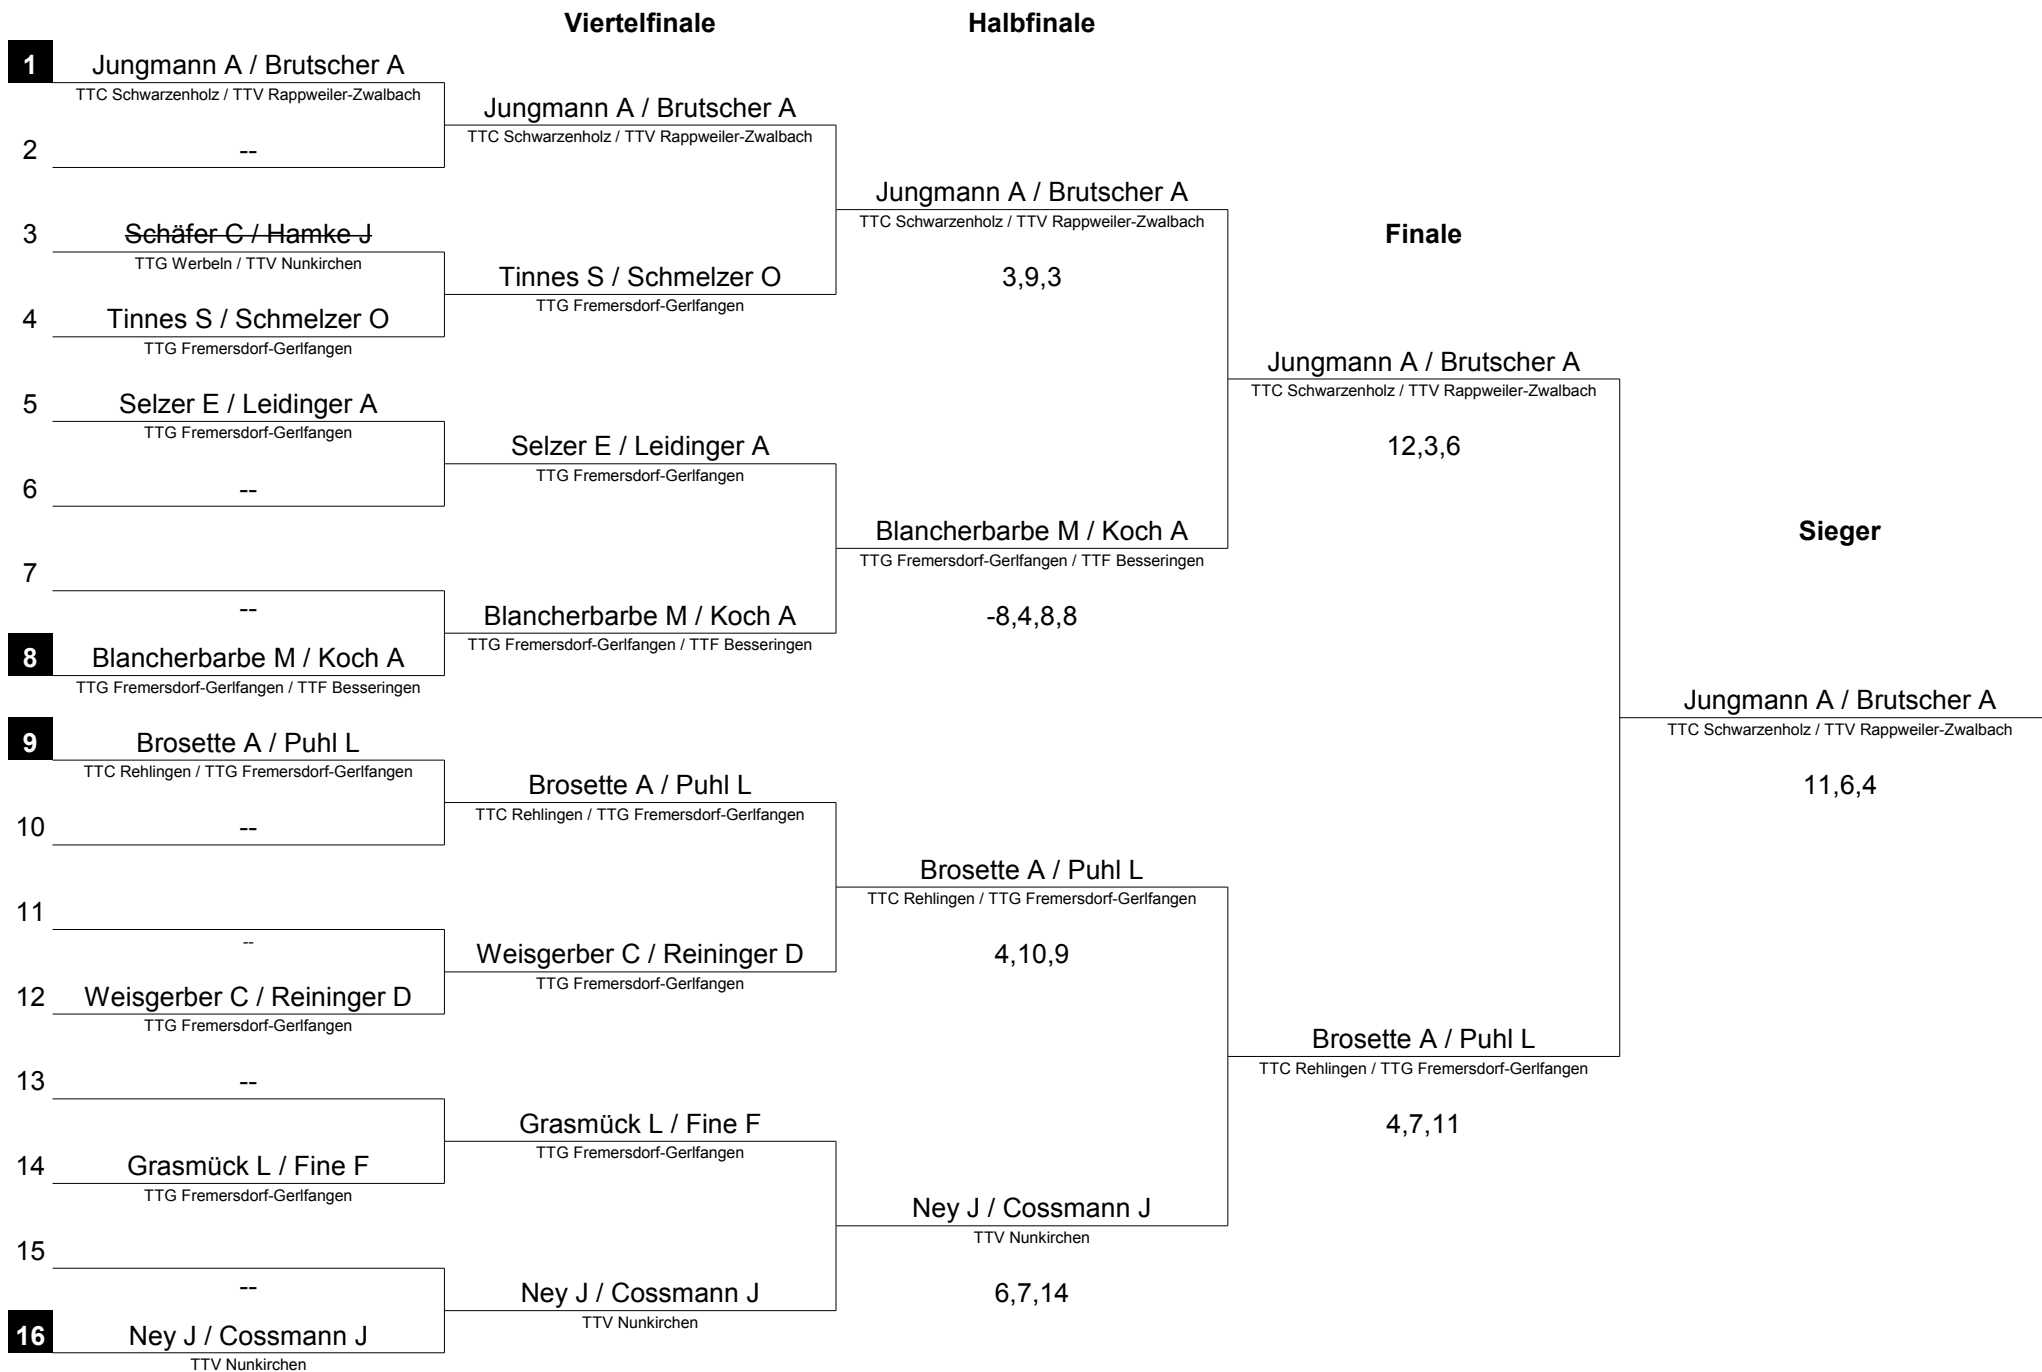 Viertelfinale
Halbfinale
1 Jungmann A / Brutscher A
TTC Schwarzenholz / TTV Rappweiler-Zwalbach
Jungmann A / Brutscher A
TTC Schwarzenholz / TTV Rappweiler-Zwalbach
2 --
Jungmann A / Brutscher A
TTC Schwarzenholz / TTV Rappweiler-Zwalbach
3 Schäfer C / Hamke J
TTG Werbeln / TTV Nunkirchen
Finale
Tinnes S / Schmelzer O
TTG Fremersdorf-Gerlfangen
3,9,3
4 Tinnes S / Schmelzer O
TTG Fremersdorf-Gerlfangen
Jungmann A / Brutscher A
TTC Schwarzenholz / TTV Rappweiler-Zwalbach
5 Selzer E / Leidinger A
TTG Fremersdorf-Gerlfangen
Selzer E / Leidinger A
TTG Fremersdorf-Gerlfangen
12,3,6
6 --
Blancherbarbe M / Koch A
TTG Fremersdorf-Gerlfangen / TTF Besseringen
Sieger
7
--
Blancherbarbe M / Koch A
TTG Fremersdorf-Gerlfangen / TTF Besseringen
-8,4,8,8
8 Blancherbarbe M / Koch A
TTG Fremersdorf-Gerlfangen / TTF Besseringen
Jungmann A / Brutscher A
TTC Schwarzenholz / TTV Rappweiler-Zwalbach
9 Brosette A / Puhl L
TTC Rehlingen / TTG Fremersdorf-Gerlfangen
Brosette A / Puhl L
TTC Rehlingen / TTG Fremersdorf-Gerlfangen
11,6,4
10 --
Brosette A / Puhl L
TTC Rehlingen / TTG Fremersdorf-Gerlfangen
11
--
Weisgerber C / Reininger D
TTG Fremersdorf-Gerlfangen
4,10,9
12 Weisgerber C / Reininger D
TTG Fremersdorf-Gerlfangen
Brosette A / Puhl L
TTC Rehlingen / TTG Fremersdorf-Gerlfangen
13 --
Grasmück L / Fine F
TTG Fremersdorf-Gerlfangen
4,7,11
14 Grasmück L / Fine F
TTG Fremersdorf-Gerlfangen
Ney J / Cossmann J
TTV Nunkirchen
15
--
Ney J / Cossmann J
TTV Nunkirchen
6,7,14
16 Ney J / Cossmann J
TTV Nunkirchen